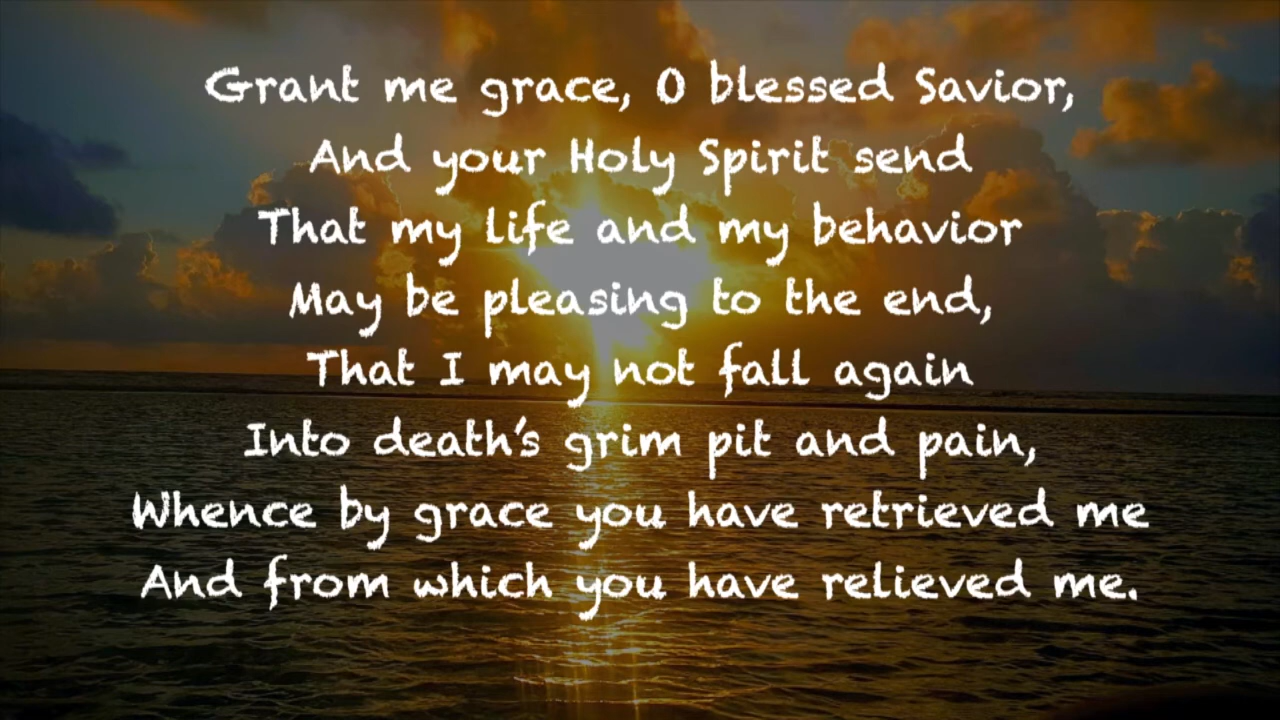 Grant me grace, O blessed Savior,
And your Holy Spirit send
That my life and my behavior
May be pleasing to the end,
That I may not fall again
Into death’s grim pit and pain,
Whence by grace you have retrieved me
And from which you have relieved me.